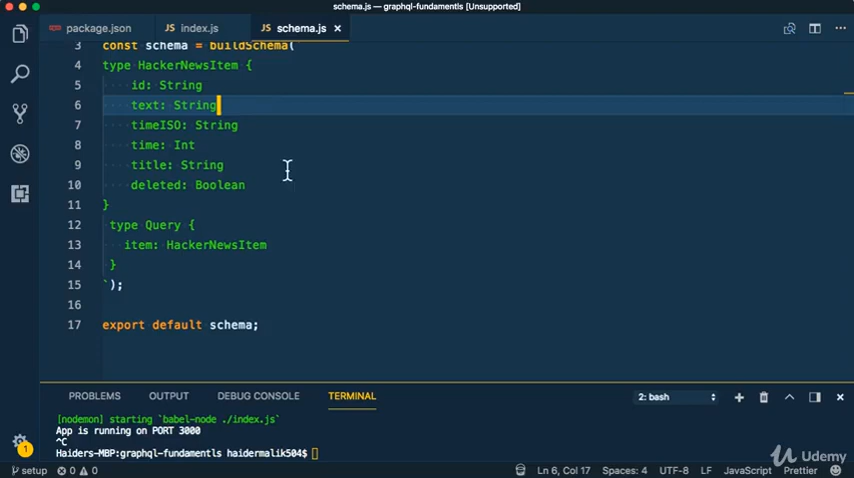 schema.js — graphql-fundamentls [Unsupported]
package.json
JS index.js
JS schema.js ×
3 const schema = buildSchema(`
4 type HackerNewsItem {
5 id: String
6 text: String
7 timeISO: String
8 time: Int
9 title: String
10 deleted: Boolean
11 }
12 type Query {
13 item: HackerNewsItem
14 }
15 `);
16
17 export default schema;
PROBLEMS OUTPUT DEBUG CONSOLE TERMINAL 2: bash
[nodemon] starting `babel-node ./index.js`
App is running on PORT 3000
^C
Haiders-MBP:graphql-fundamentls haidermalik504$
1
setup 0 0 Ln 6, Col 17 Spaces: 4 UTF-8 LF JavaScript Prettier
Udemy